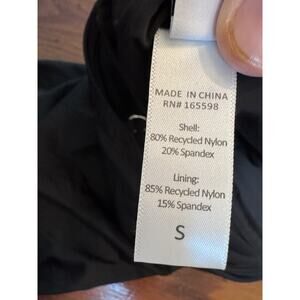 MADE IN CHINA
RN# 165598
Shell:
80% Recycled Nylon
20% Spandex
Lining:
85% Recycled Nylon
15% Spandex
S